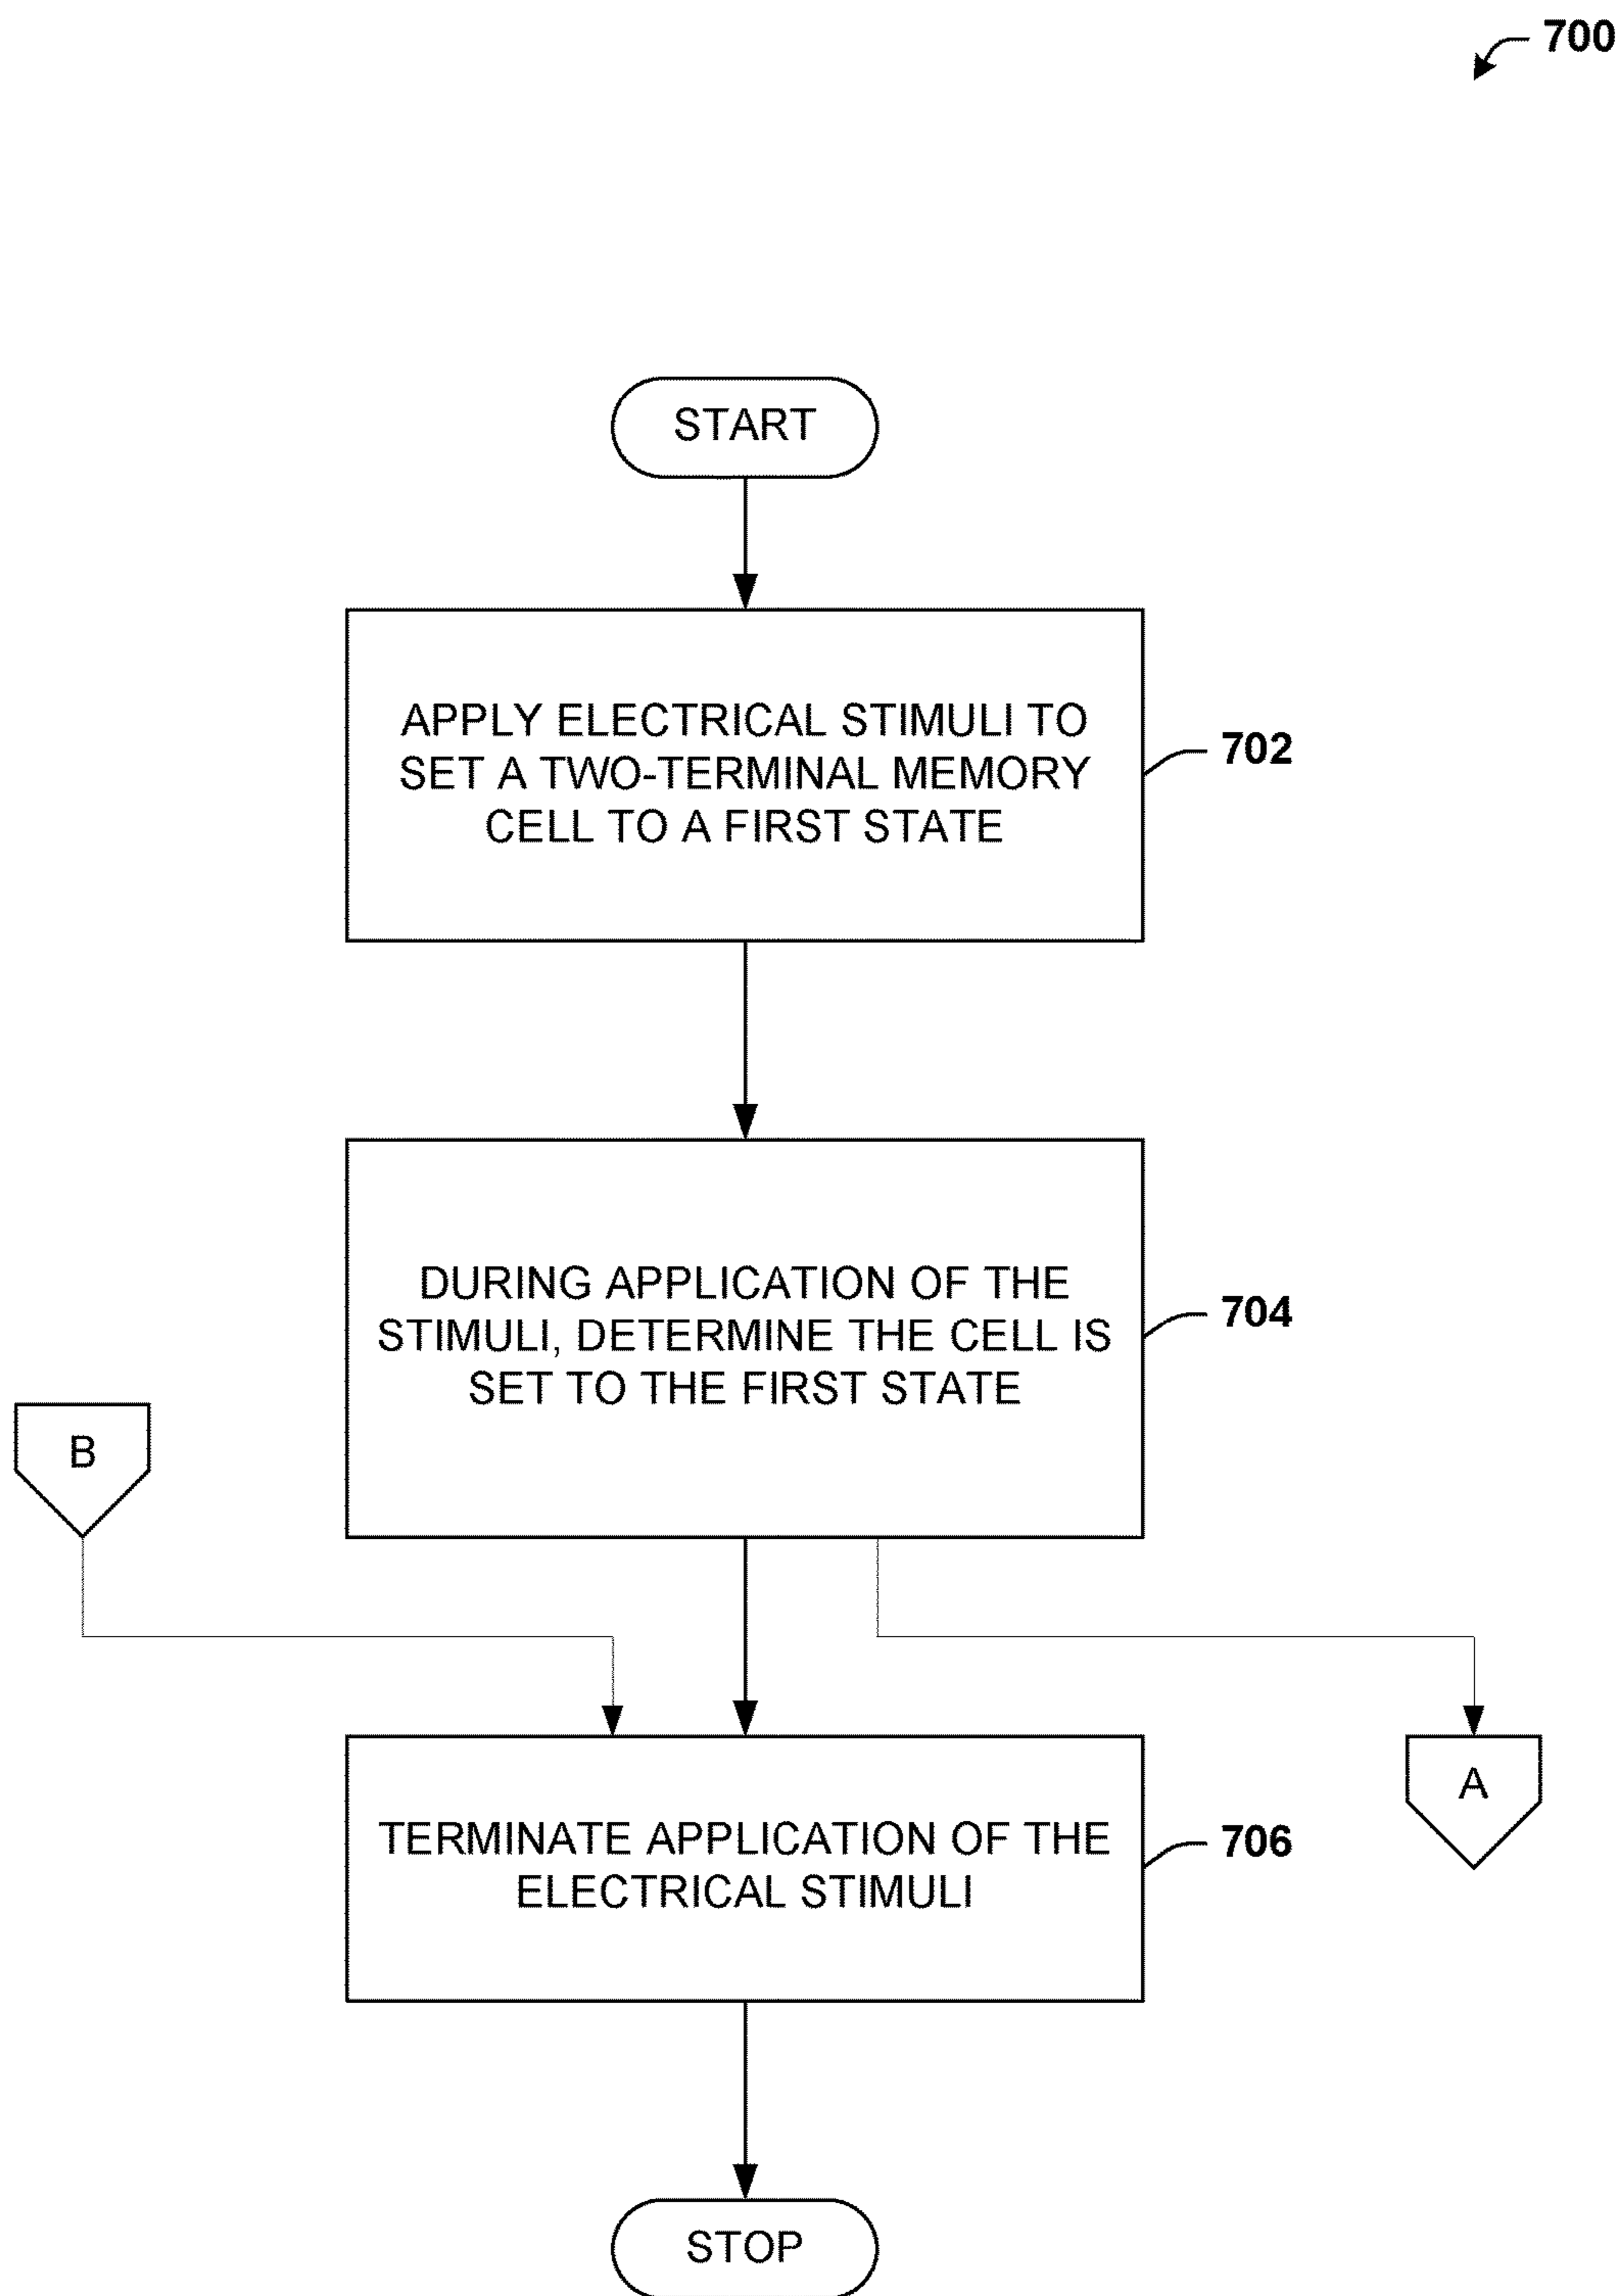 700
START
APPLY ELECTRICAL STIMULI TO
SET A TWO-TERMINAL MEMORY
CELL TO A FIRST STATE
702
DURING APPLICATION OF THE
STIMULI, DETERMINE THE CELL IS
SET TO THE FIRST STATE
704
B
TERMINATE APPLICATION OF THE
ELECTRICAL STIMULI
706
A
STOP